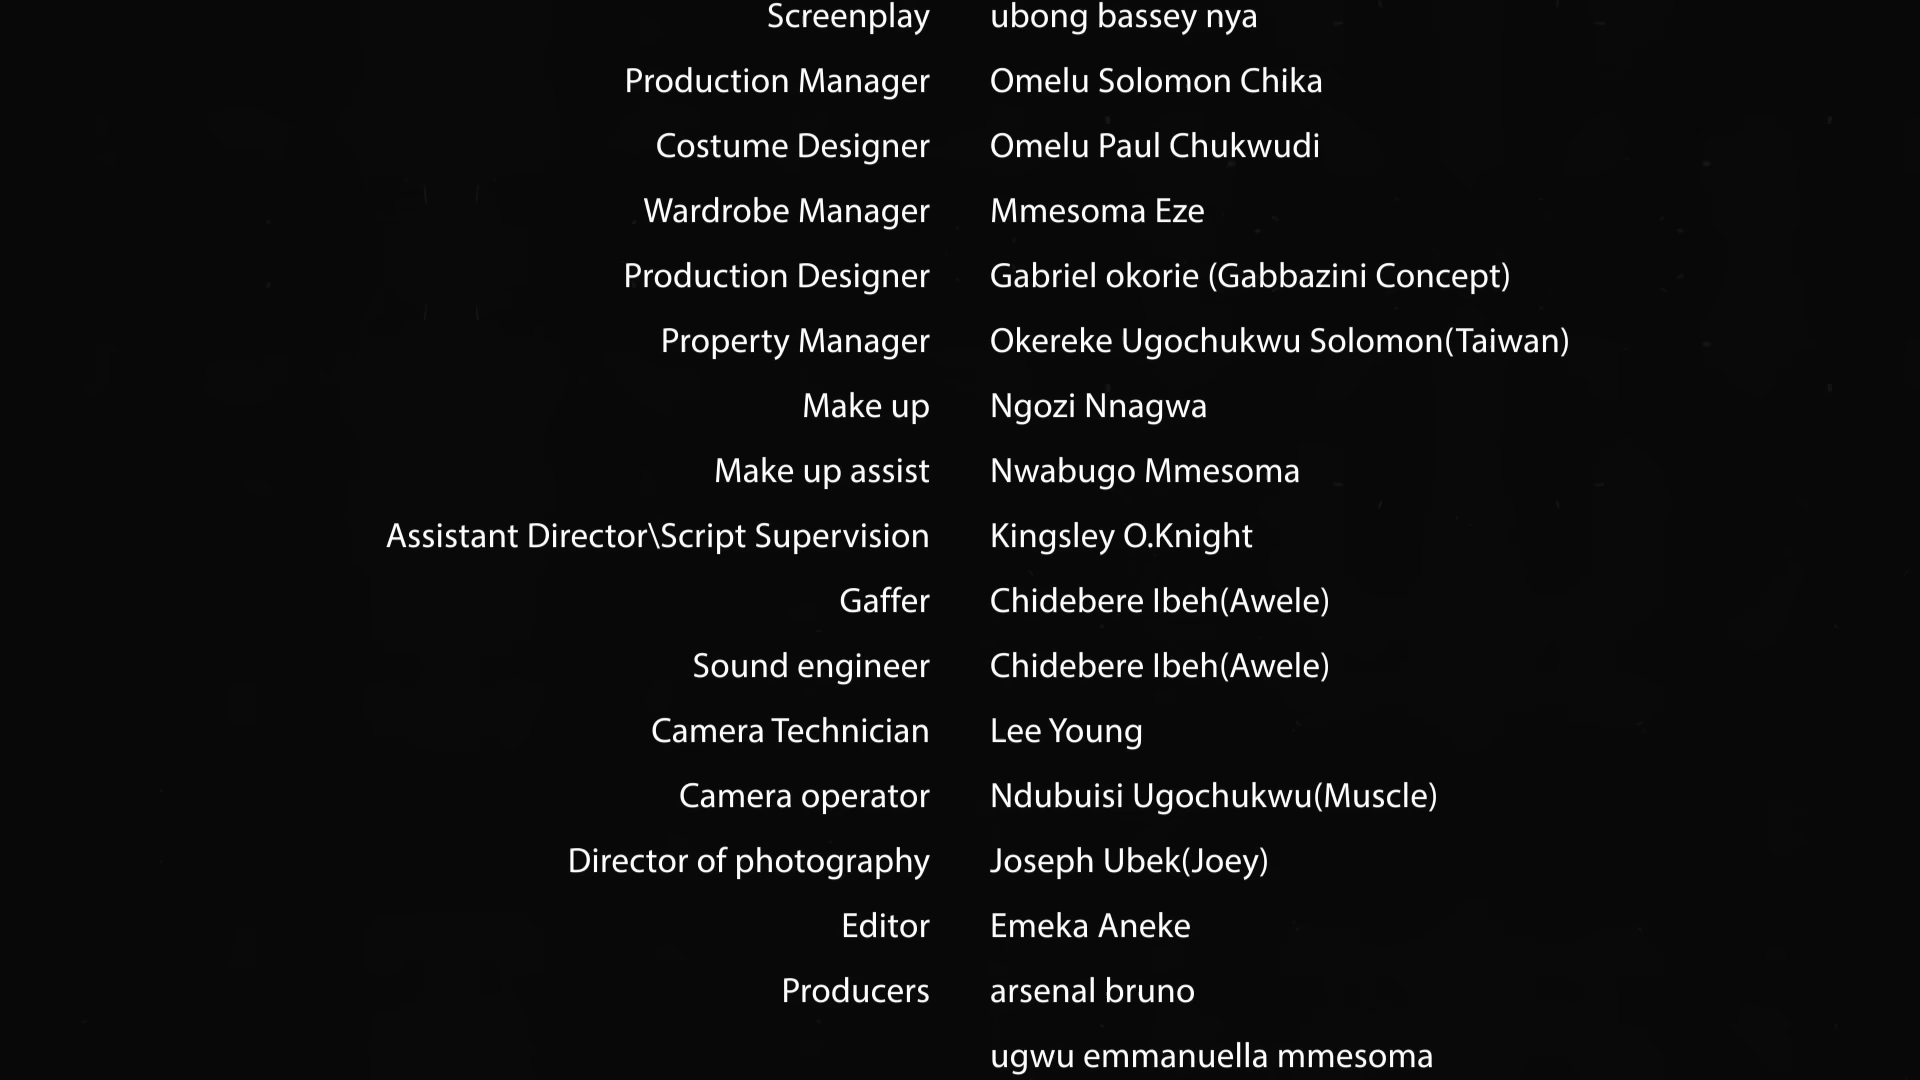 Screenplay ubong bassey nya
Production Manager Omelu Solomon Chika
Costume Designer Omelu Paul Chukwudi
Wardrobe Manager Mmesoma Eze
Production Designer Gabriel okorie (Gabbazini Concept)
Property Manager Okereke Ugochukwu Solomon(Taiwan)
Make up Ngozi Nnagwa
Make up assist Nwabugo Mmesoma
Assistant Director\Script Supervision Kingsley O.Knight
Gaffer Chidebere Ibeh(Awele)
Sound engineer Chidebere Ibeh(Awele)
Camera Technician Lee Young
Camera operator Ndubuisi Ugochukwu(Muscle)
Director of photography Joseph Ubek(Joey)
Editor Emeka Aneke
Producers arsenal bruno
ugwu emmanuella mmesoma